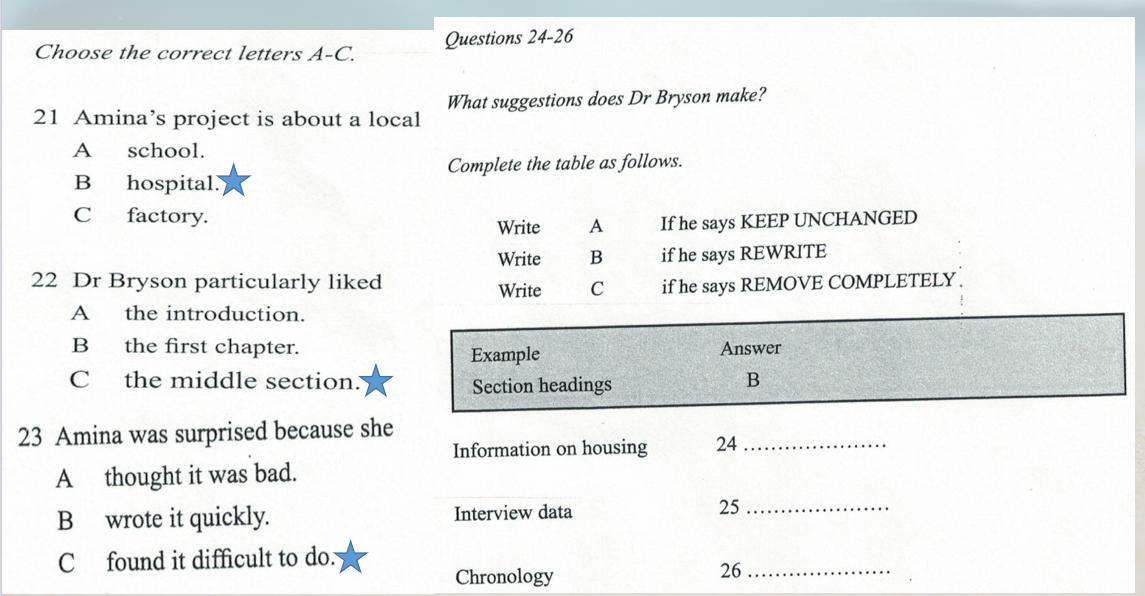 Choose the correct letters A-C.
21 Amina's project is about a local
A school.
B hospital.
C factory.
22 Dr Bryson particularly liked
A the introduction.
B the first chapter.
C the middle section.
23 Amina was surprised because she
A thought it was bad.
B wrote it quickly.
C found it difficult to do.
Questions 24-26
What suggestions does Dr Bryson make?
Complete the table as follows.
Write A If he says KEEP UNCHANGED
Write B if he says REWRITE
Write C if he says REMOVE COMPLETELY.
Example Answer
Section headings B
Information on housing 24 .....................
Interview data 25 .....................
Chronology 26 .....................